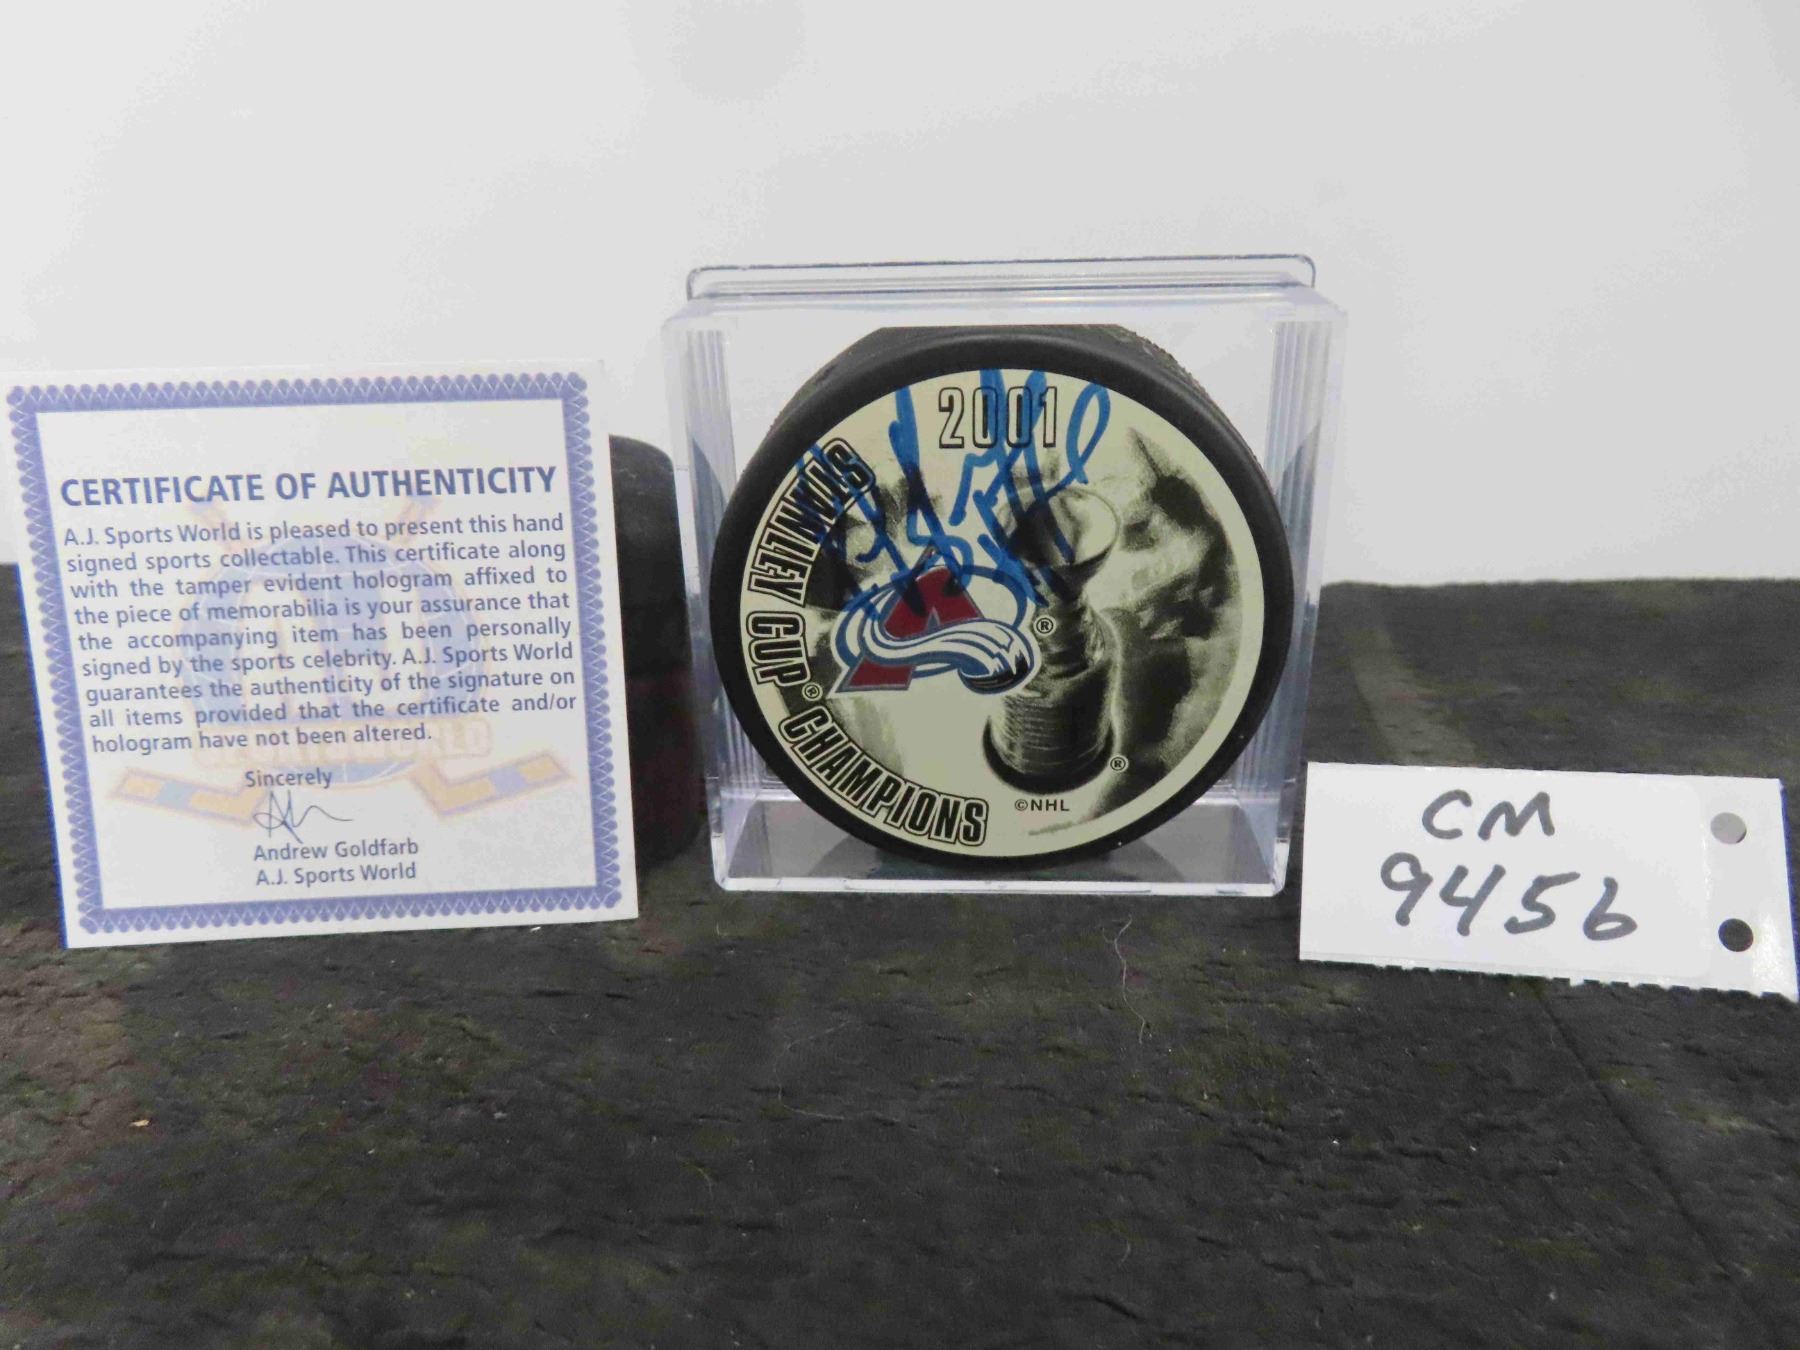 CERTIFICATE OF AUTHENTICITY
A.J. Sports World is pleased to present this hand
signed sports collectable. This certificate along
with the tamper evident hologram affixed to
the piece of memorabilia is your assurance that
the accompanying item has been personally
signed by the sports celebrity. A.J. Sports World
guarantees the authenticity of the signature on
all items provided that the certificate and/or
hologram have not been altered.
Sincerely
Andrew Goldfarb
A.J. Sports World
2001
STANLEY CUP® CHAMPIONS
®
®
©NHL
CM
9456